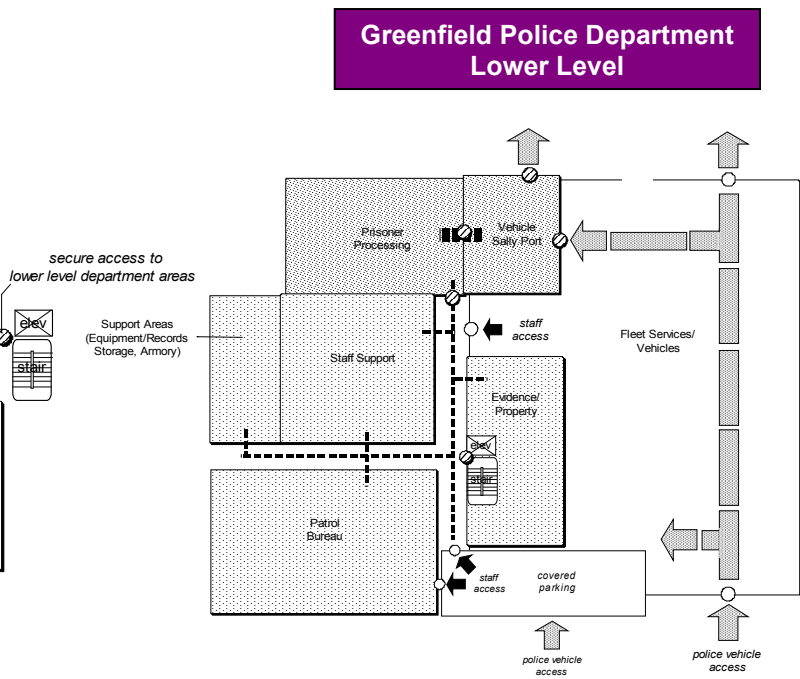 Greenfield Police Department
Lower Level
secure access to
lower level department areas
elev
stair
Prisoner
Processing
Vehicle
Sally Port
Support Areas
(Equipment/Records
Storage, Armory)
Staff Support
staff
access
Fleet Services/
Vehicles
Evidence/
Property
elev
stair
Patrol
Bureau
staff
access
covered
parking
police vehicle
access
police vehicle
access